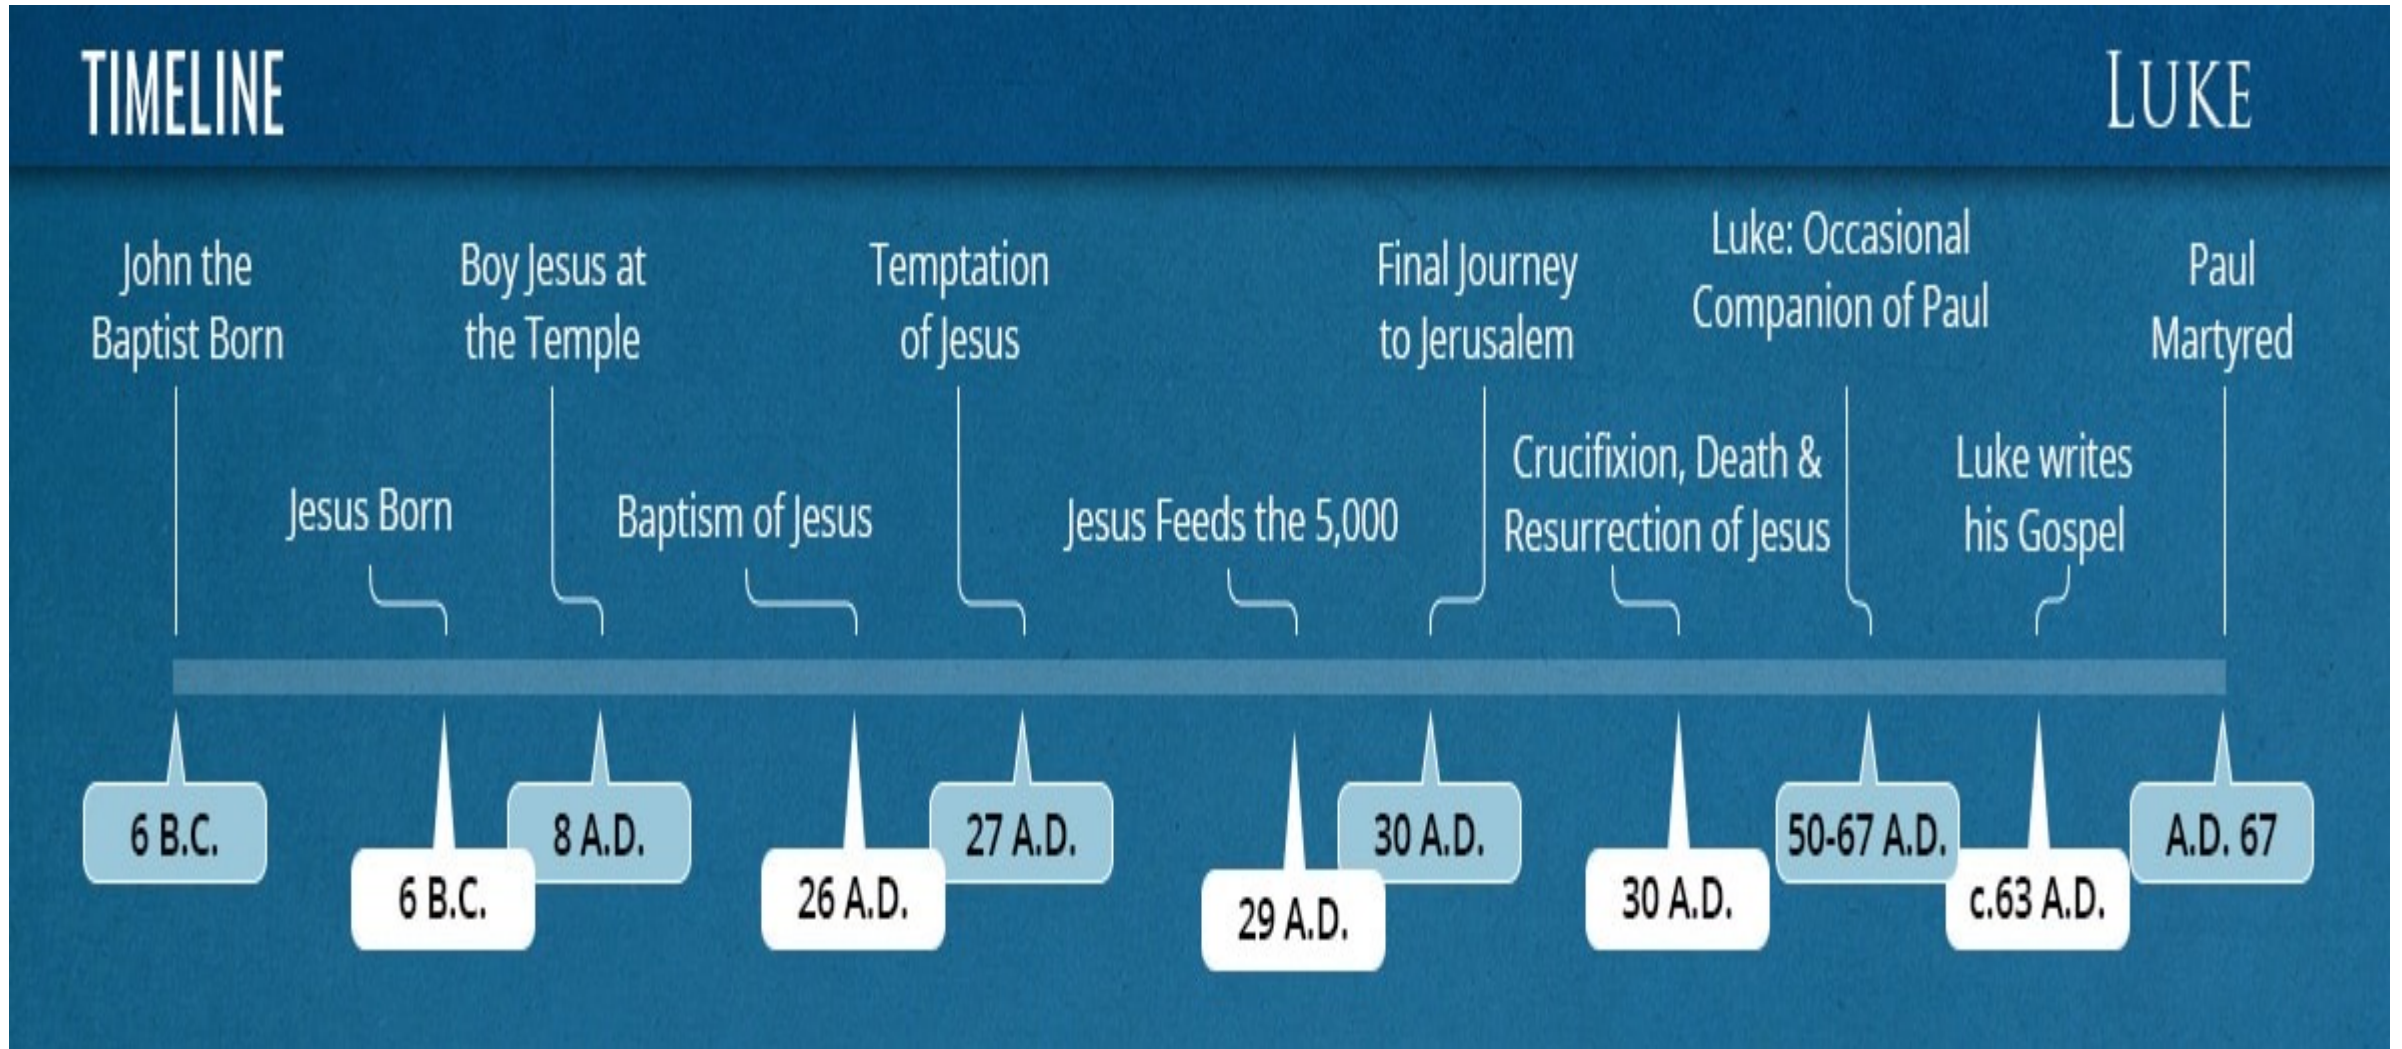 TIMELINE
LUKE
John the
Baptist Born
Jesus Born
Boy Jesus at
the Temple
Baptism of Jesus
Temptation
of Jesus
Jesus Feeds the 5,000
Final Journey
to Jerusalem
Crucifixion, Death &
Resurrection of Jesus
Luke: Occasional
Companion of Paul
Luke writes
his Gospel
Paul
Martyred
6 B.C.
6 B.C.
8 A.D.
26 A.D.
27 A.D.
29 A.D.
30 A.D.
30 A.D.
50-67 A.D.
c.63 A.D.
A.D. 67